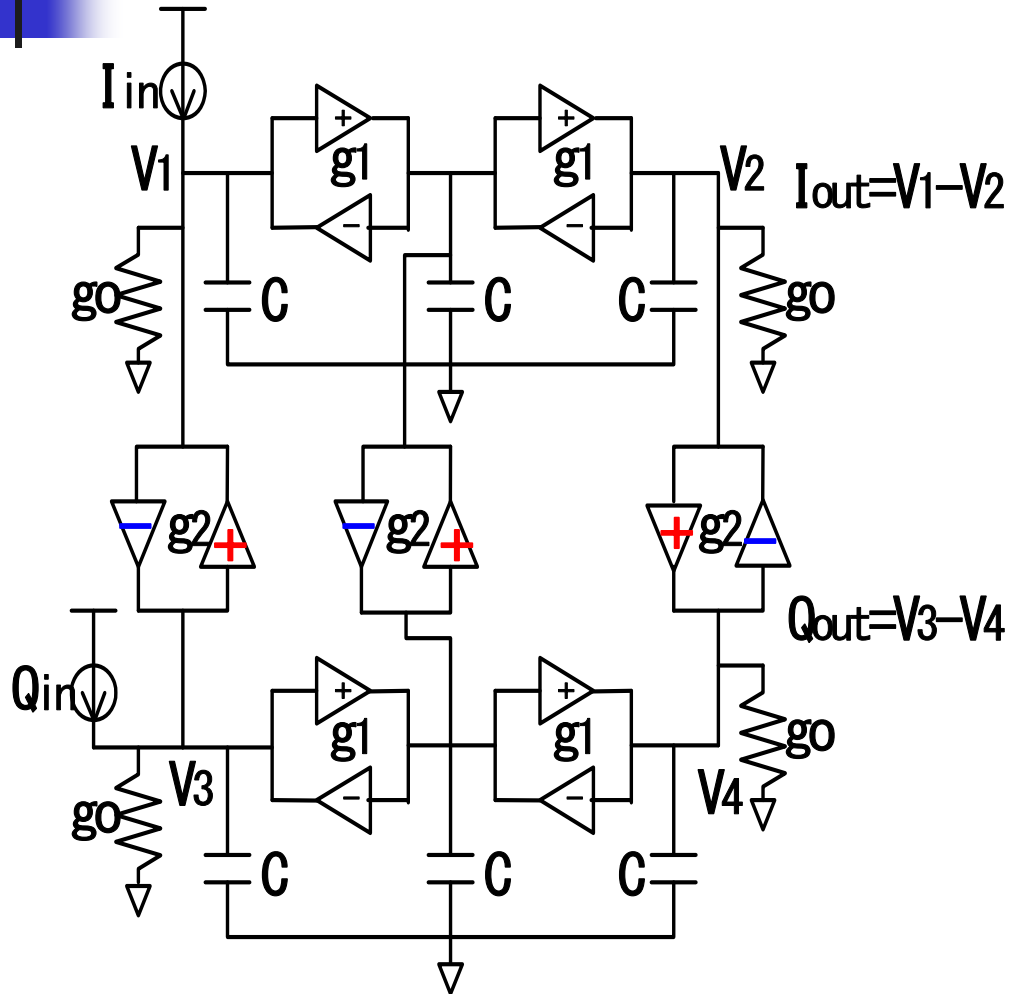 Iin
+ +
V1 g1 g1 V2 Iout=V1-V2
- -
go C C C go
- g2 + - g2 + + g2 -
Qout=V3-V4
Qin + +
g1 g1 go
V3 - - V4
go
C C C